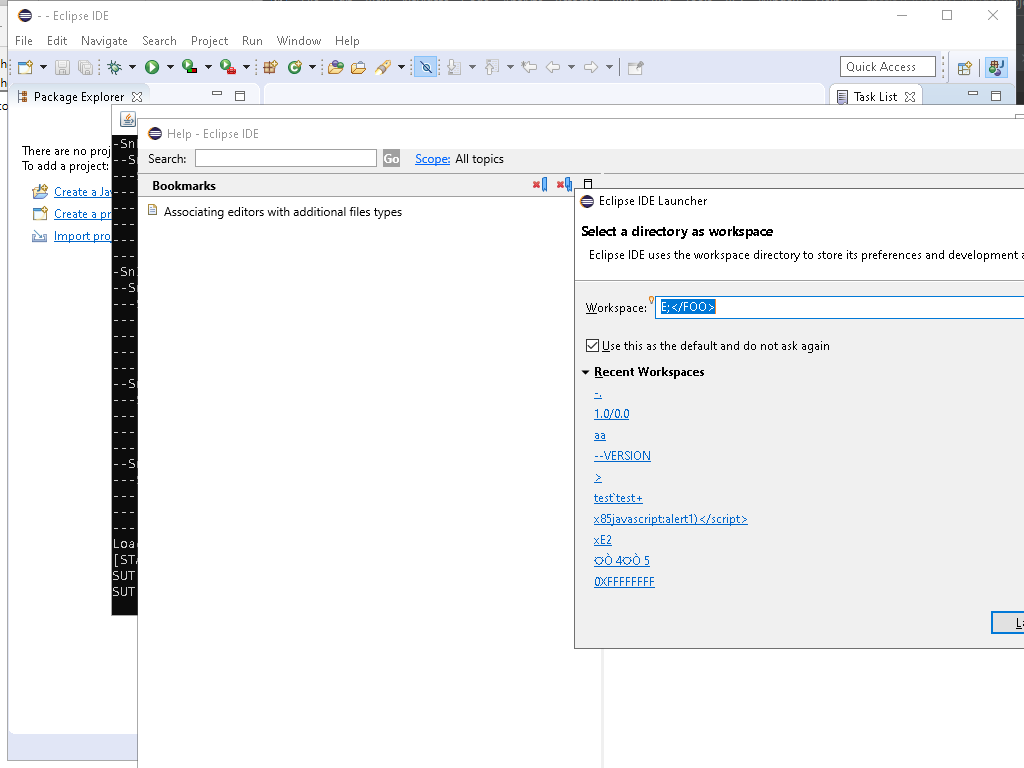 - - Eclipse IDE
File Edit Navigate Search Project Run Window Help
Quick Access
Package Explorer
Task List
There are no proj
To add a project:
Create a Ja
Create a pr
Import pro
Help - Eclipse IDE
Search:
Go
Scope: All topics
Bookmarks
Associating editors with additional files types
Eclipse IDE Launcher
Select a directory as workspace
Eclipse IDE uses the workspace directory to store its preferences and development a
Workspace: E;</FOO>
Use this as the default and do not ask again
Recent Workspaces
-.
1.0/0.0
aa
--VERSION
>
test`test+
x85javascript:alert1)</script>
xE2
0XFFFFFFFF
La
Loa
[STA
SUT
SUT